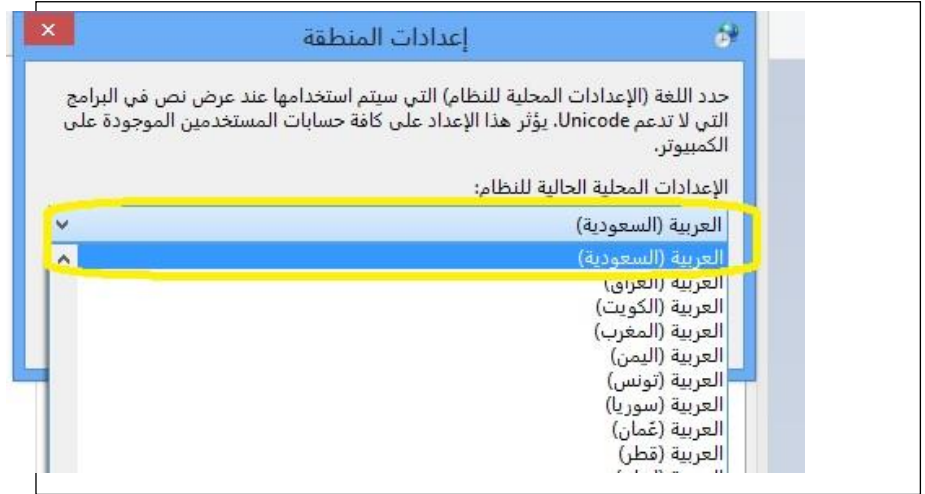 إعدادات المنطقة
حدد اللغة (الإعدادات المحلية للنظام) التي سيتم استخدامها عند عرض نص في البرامج
التي لا تدعم Unicode. يؤثر هذا الإعداد على كافة حسابات المستخدمين الموجودة على
الكمبيوتر.
الإعدادات المحلية الحالية للنظام:
العربية (السعودية)
العربية (السعودية)
العربية (العراق)
العربية (الكويت)
العربية (المغرب)
العربية (اليمن)
العربية (تونس)
العربية (سوريا)
العربية (عُمان)
العربية (قطر)